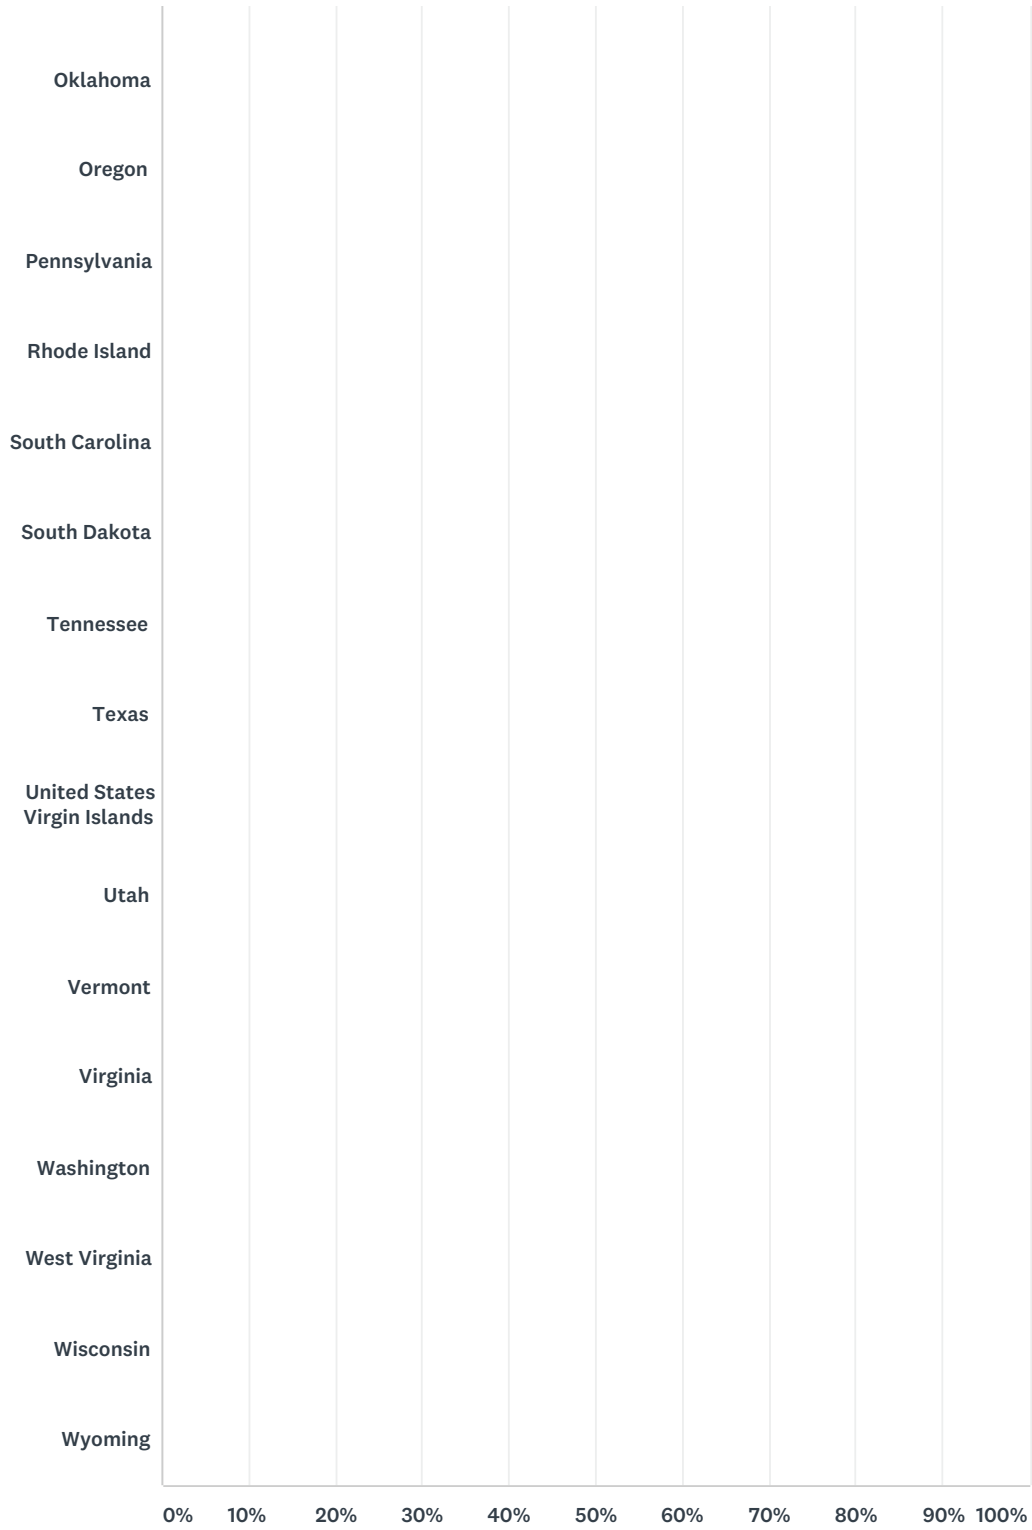 Oklahoma
Oregon
Pennsylvania
Rhode Island
South Carolina
South Dakota
Tennessee
Texas
United States
Virgin Islands
Utah
Vermont
Virginia
Washington
West Virginia
Wisconsin
Wyoming
0% 10% 20% 30% 40% 50% 60% 70% 80% 90% 100%